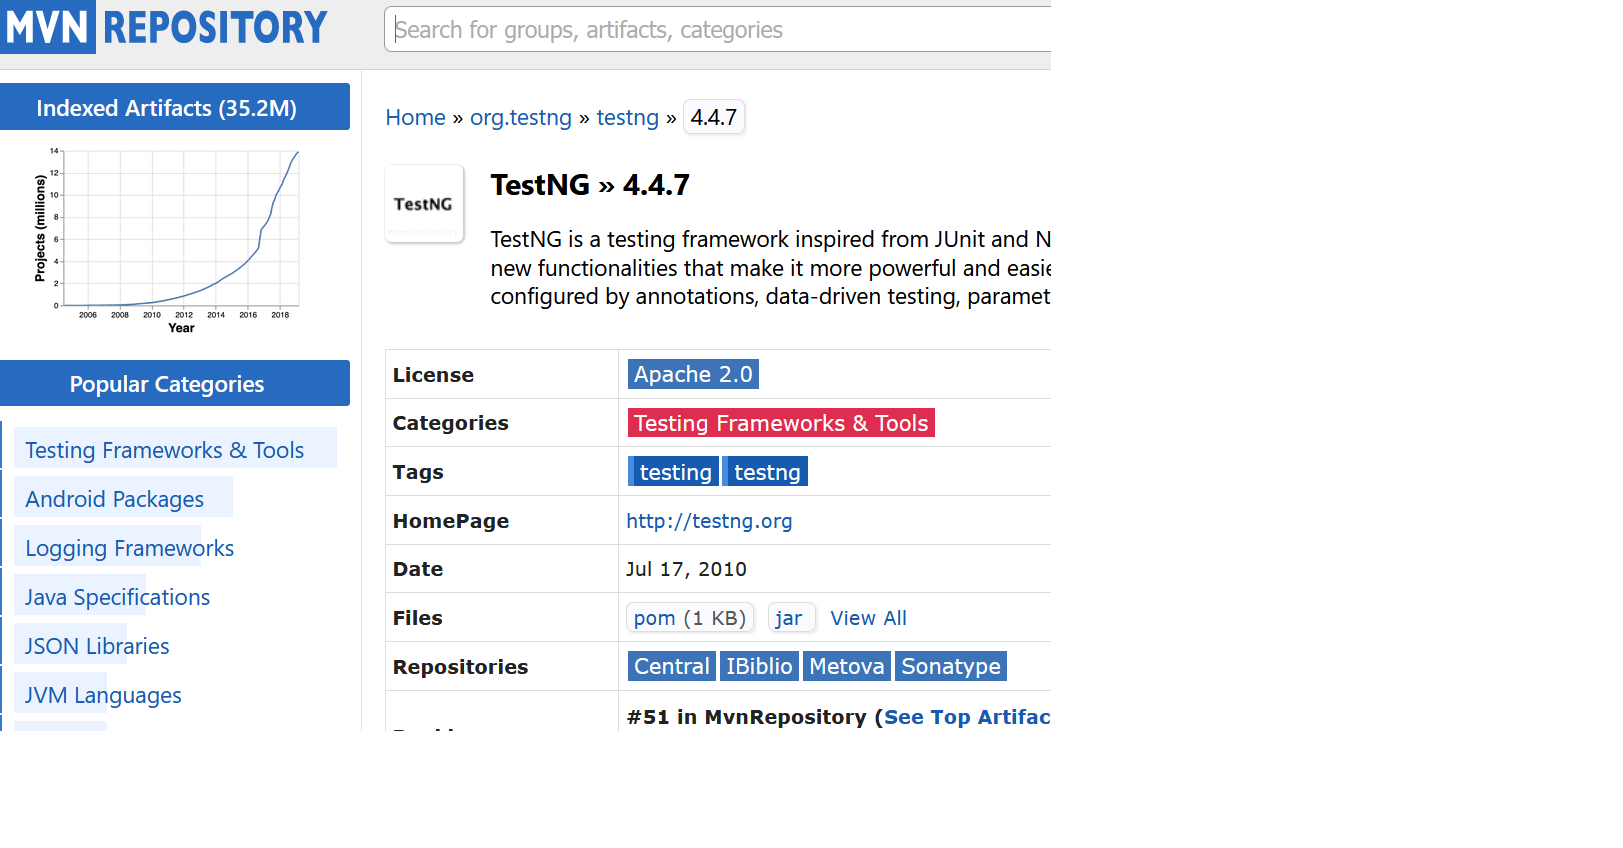 MVN REPOSITORY
Search for groups, artifacts, categories
Indexed Artifacts (35.2M)
Projects (millions)
14
12
10
8
6
4
2
0
2006 2008 2010 2012 2014 2016 2018
Year
Popular Categories
Testing Frameworks & Tools
Android Packages
Logging Frameworks
Java Specifications
JSON Libraries
JVM Languages
Home » org.testng » testng » 4.4.7
TestNG
TestNG » 4.4.7
TestNG is a testing framework inspired from JUnit and N
new functionalities that make it more powerful and easie
configured by annotations, data-driven testing, paramet
License Apache 2.0
Categories Testing Frameworks & Tools
Tags testing testng
HomePage http://testng.org
Date Jul 17, 2010
Files pom (1 KB) jar View All
Repositories Central IBiblio Metova Sonatype
#51 in MvnRepository (See Top Artifac